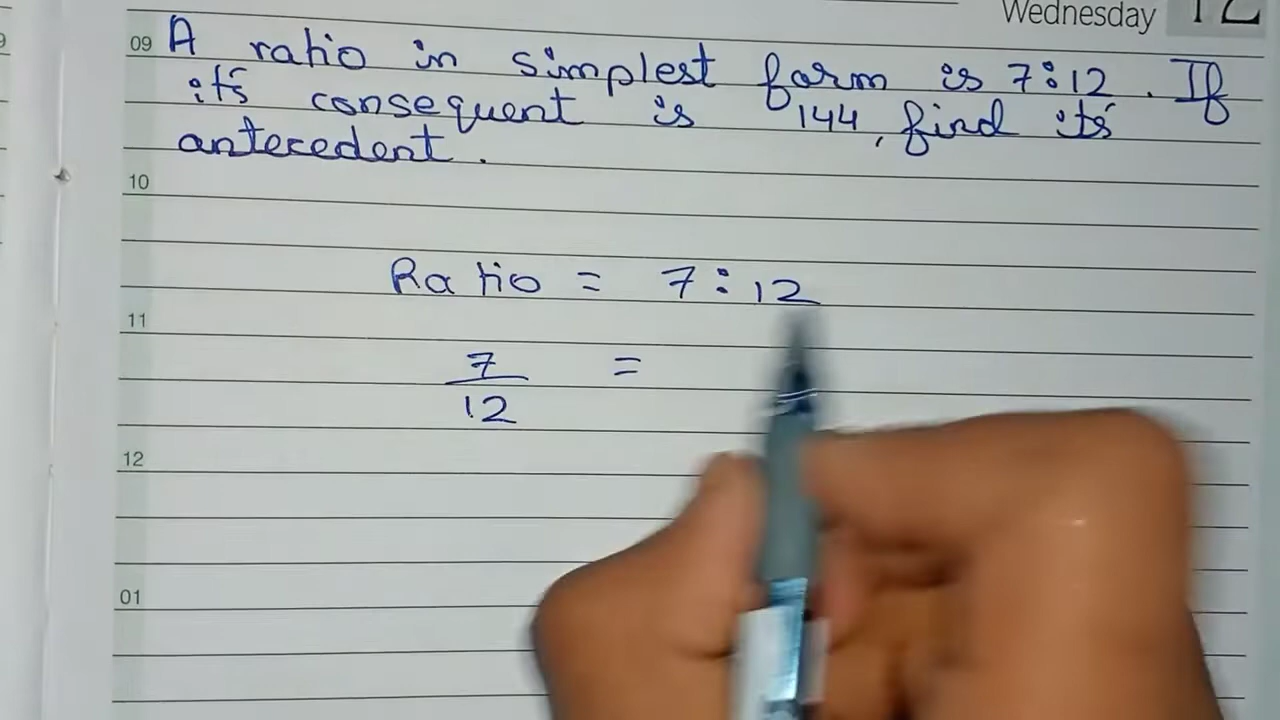 Wednesday 12
09 A ratio in simplest form is 7:12. If
its consequent is 144, find its
antecedent.
10
Ratio = 7:12
11
7/12 =
12
01